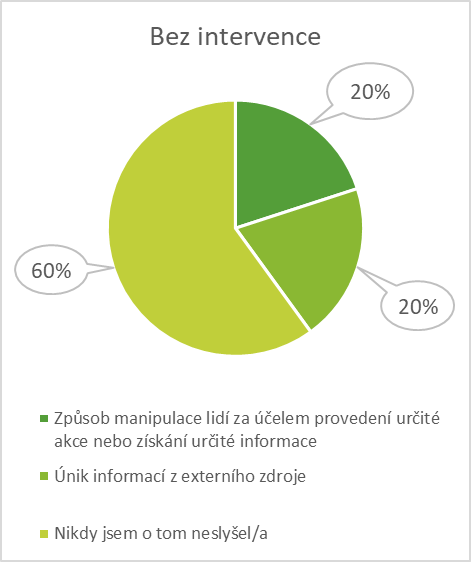 Bez intervence
20%
60%
20%
Způsob manipulace lidí za účelem provedení určité
akce nebo získání určité informace
Únik informací z externího zdroje
Nikdy jsem o tom neslyšel/a